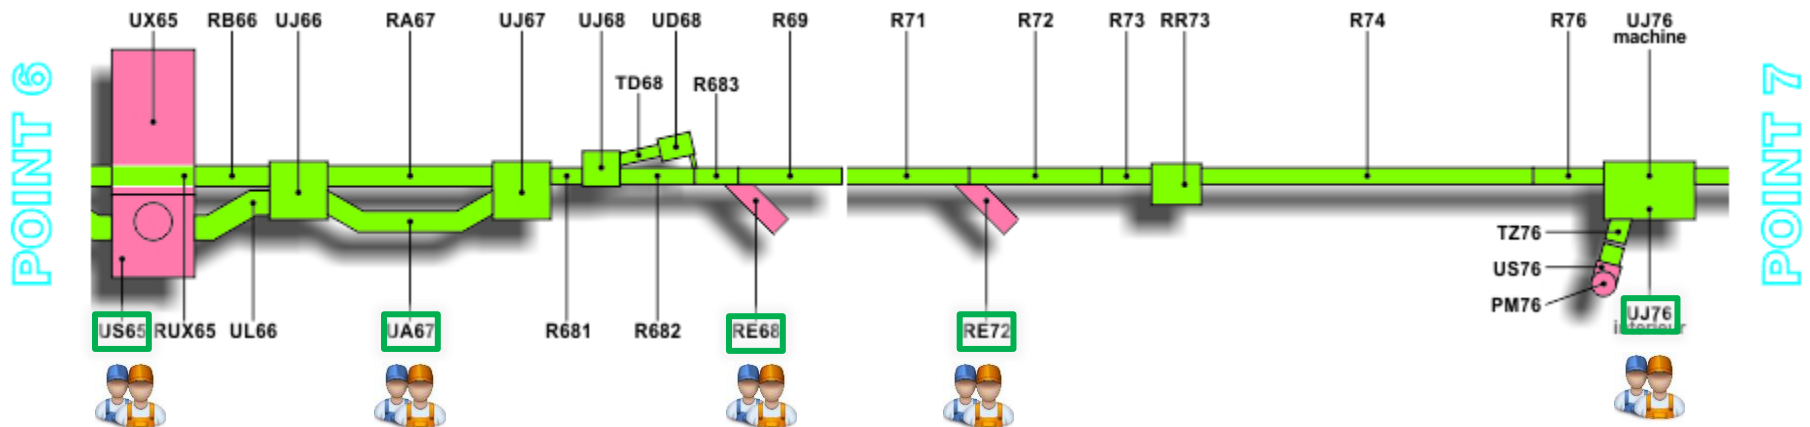 POINT 6
UX65 RB66 UJ66 RA67 UJ67 UJ68 UD68 R69 R71 R72 R73 RR73 R74 R76 UJ76
machine
TD68 R683
TZ76
US76
PM76
US65 RUX65 UL66 UA67 R681 R682 RE68 RE72 UJ76
interieur
POINT 7